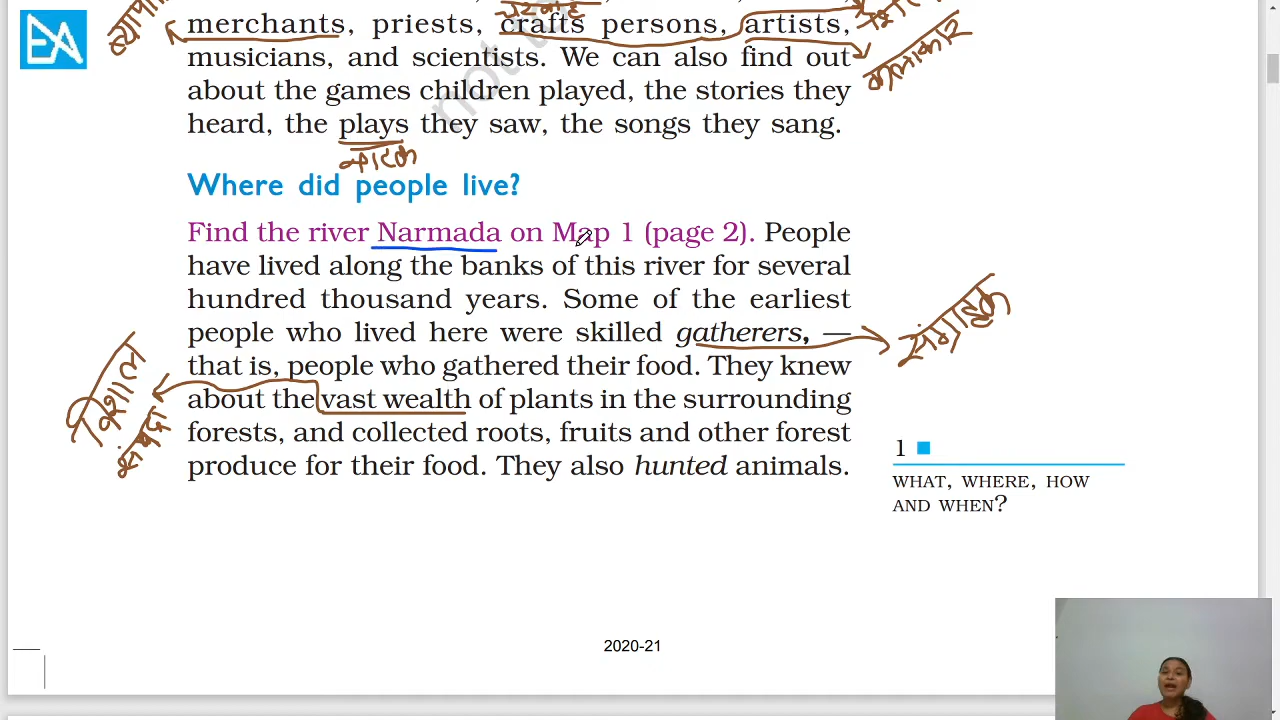 EA
व्यापारी
merchants, priests, crafts persons, artists,
कलाकार
musicians, and scientists. We can also find out
about the games children played, the stories they
heard, the plays they saw, the songs they sang.
नाटक
Where did people live?
Find the river Narmada on Map 1 (page 2). People
have lived along the banks of this river for several
hundred thousand years. Some of the earliest
people who lived here were skilled gatherers, —
संग्राहक
that is, people who gathered their food. They knew
विशाल
about the vast wealth of plants in the surrounding
संपदा
forests, and collected roots, fruits and other forest
produce for their food. They also hunted animals.
1
WHAT, WHERE, HOW
AND WHEN?
2020-21